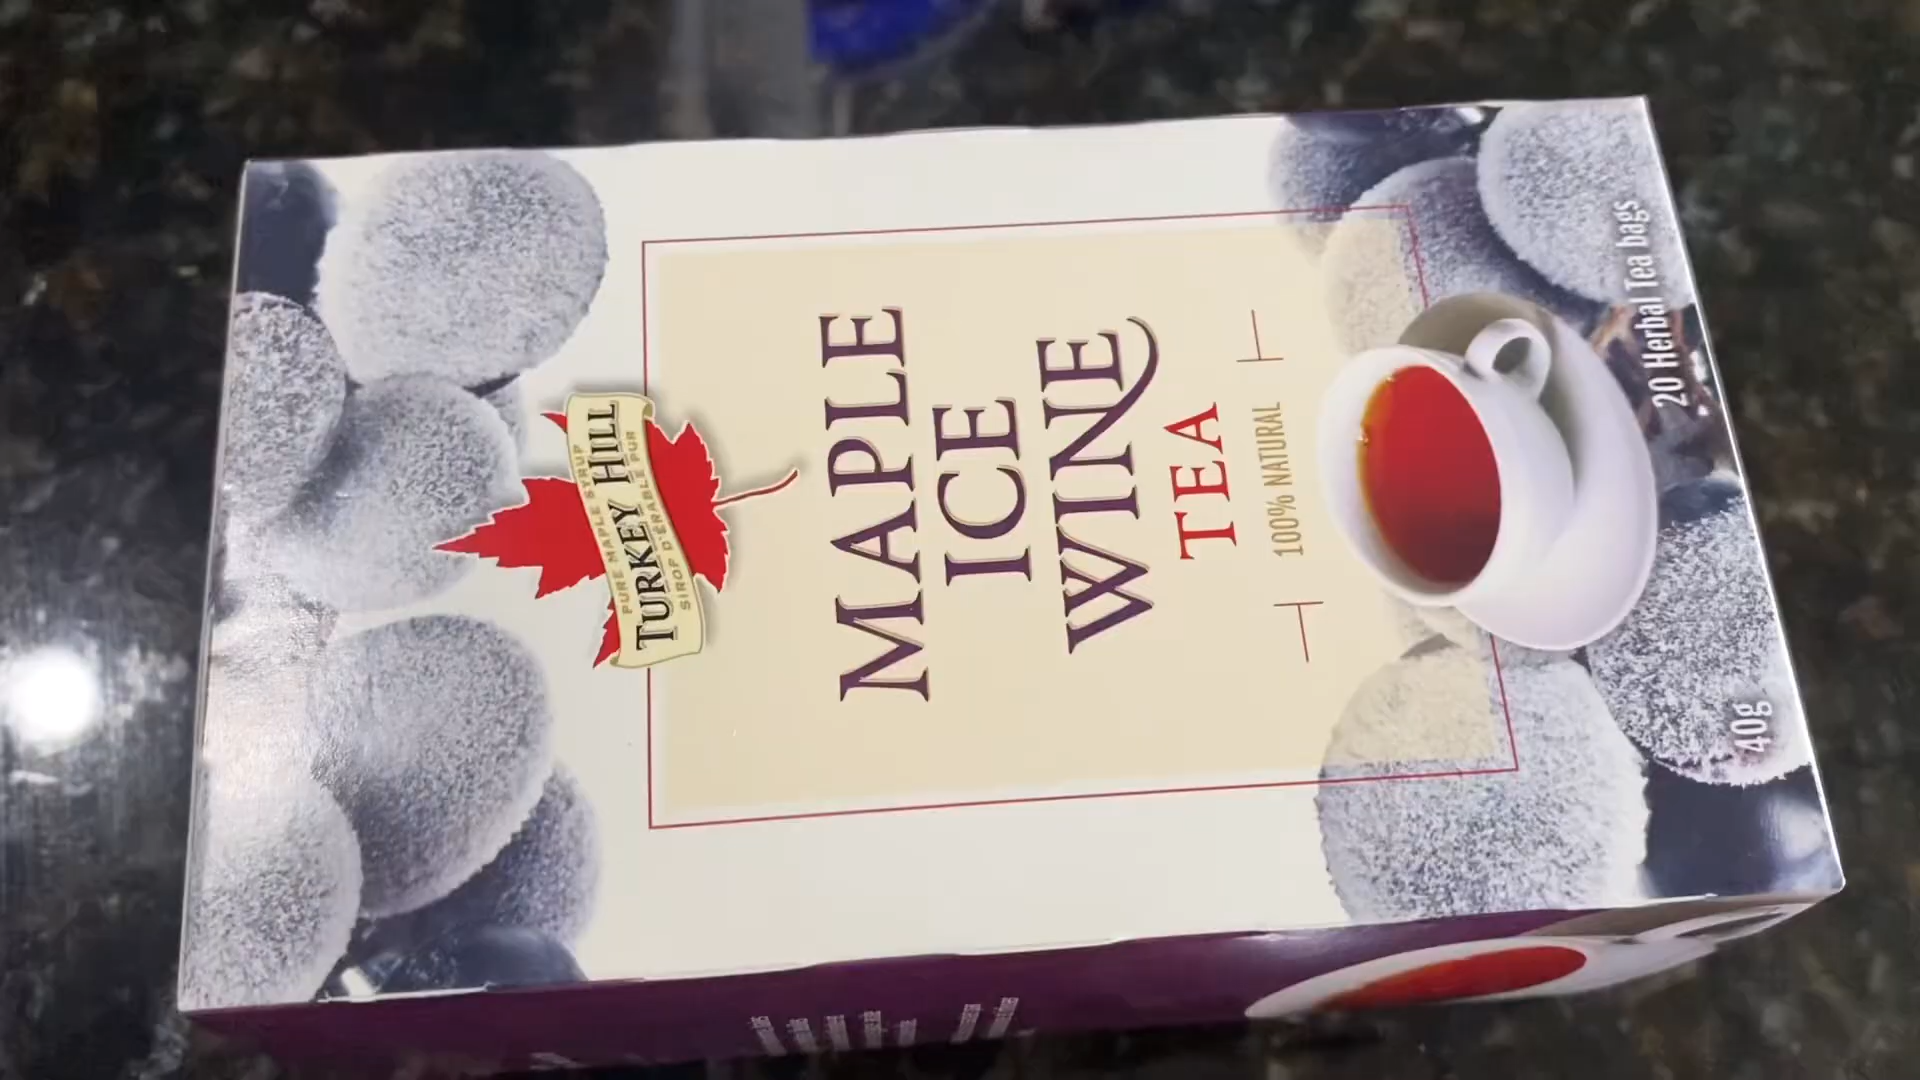 PURE MAPLE SYRUP
TURKEY HILL
SIROP D'ÉRABLE PUR
MAPLE
ICE
WINE
TEA
100% NATURAL
20 Herbal Tea bags
40g